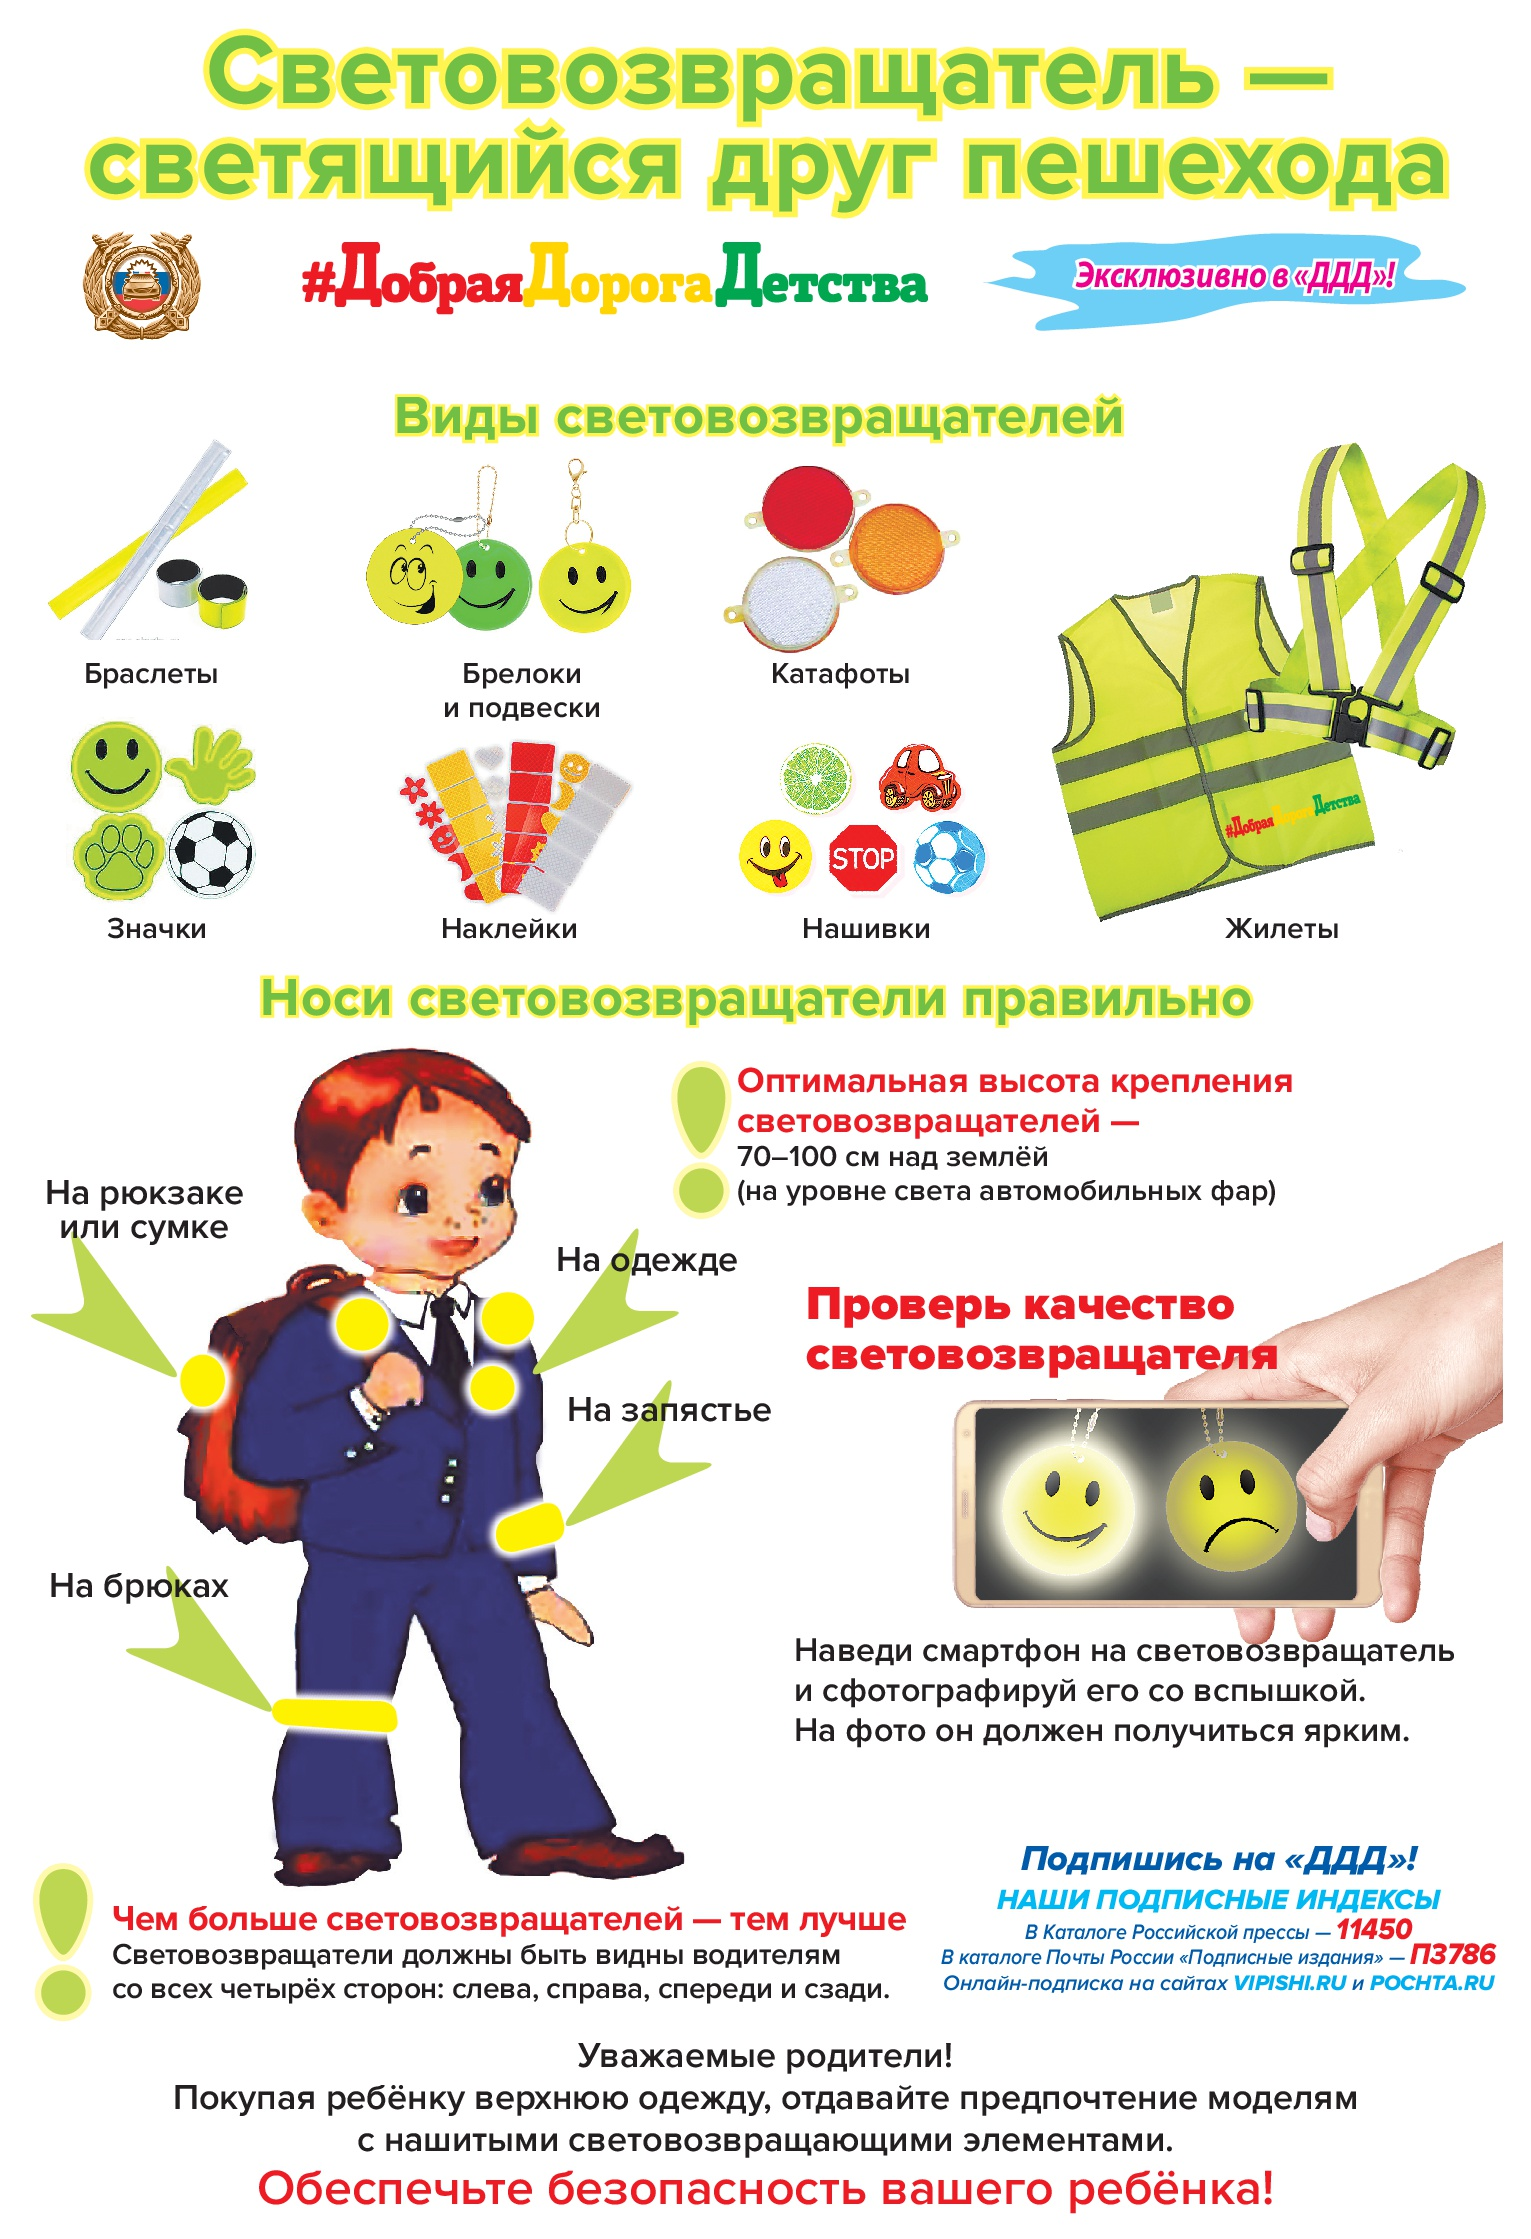 Световозвращатель —
светящийся друг пешехода
#ДобраяДорогаДетства
Эксклюзивно в «ДДД»!
Виды световозвращателей
Браслеты
Брелоки
и подвески
Катафоты
Значки
Наклейки
STOP
Нашивки
#ДобраяДорогаДетства
Жилеты
Носи световозвращатели правильно
Оптимальная высота крепления
световозвращателей —
70–100 см над землёй
(на уровне света автомобильных фар)
На рюкзаке
или сумке
На одежде
На запястье
На брюках
Проверь качество
световозвращателя
Наведи смартфон на световозвращатель
и сфотографируй его со вспышкой.
На фото он должен получиться ярким.
Чем больше световозвращателей — тем лучше
Световозвращатели должны быть видны водителям
со всех четырёх сторон: слева, справа, спереди и сзади.
Подпишись на «ДДД»!
НАШИ ПОДПИСНЫЕ ИНДЕКСЫ
В Каталоге Российской прессы — 11450
В каталоге Почты России «Подписные издания» — П3786
Онлайн-подписка на сайтах VIPISHI.RU и POCHTA.RU
Уважаемые родители!
Покупая ребёнку верхнюю одежду, отдавайте предпочтение моделям
с нашитыми световозвращающими элементами.
Обеспечьте безопасность вашего ребёнка!